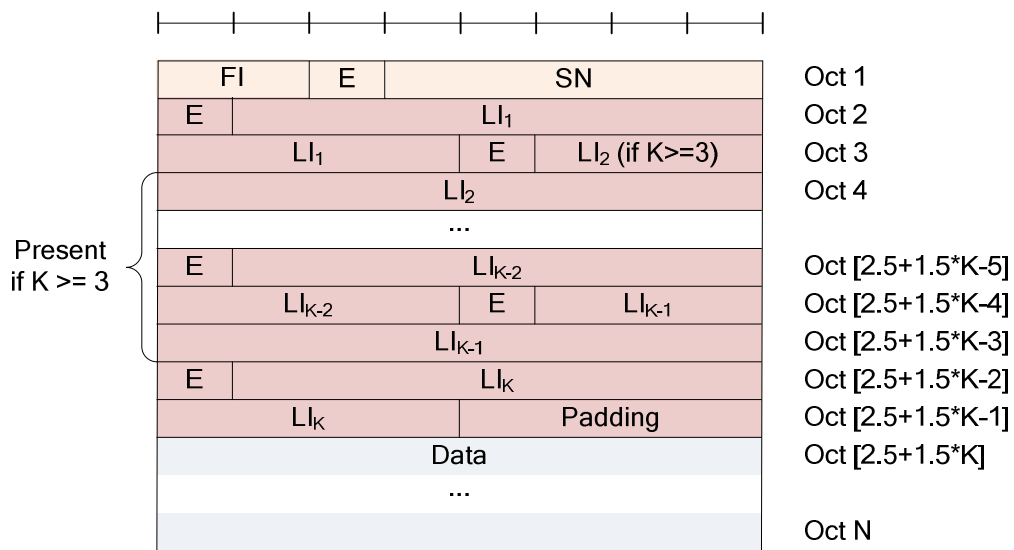 FI E SN Oct 1
E LI1 Oct 2
LI1 E LI2 (if K>=3) Oct 3
LI2 Oct 4
...
Present
if K >= 3
E LIK-2 Oct [2.5+1.5*K-5]
LIK-2 E LIK-1 Oct [2.5+1.5*K-4]
LIK-1 Oct [2.5+1.5*K-3]
E LIK Oct [2.5+1.5*K-2]
LIK Padding Oct [2.5+1.5*K-1]
Data Oct [2.5+1.5*K]
...
Oct N